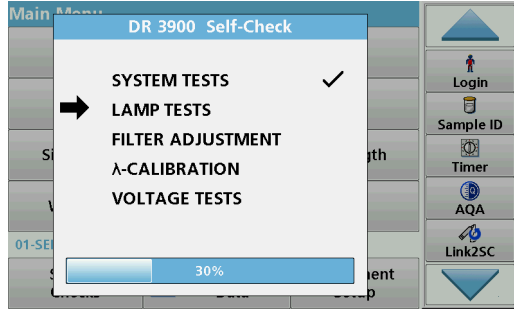 Main Menu
DR 3900 Self-Check
SYSTEM TESTS
LAMP TESTS
FILTER ADJUSTMENT
λ-CALIBRATION
VOLTAGE TESTS
30%
Login
Sample ID
Timer
AQA
Link2SC